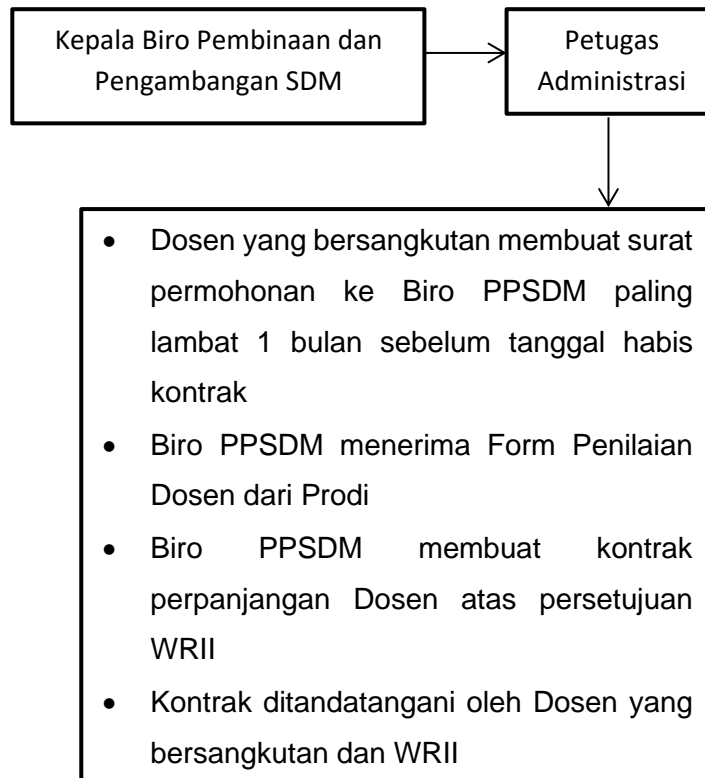 Kepala Biro Pembinaan dan
Pengambangan SDM
Petugas
Administrasi
• Dosen yang bersangkutan membuat surat
permohonan ke Biro PPSDM paling
lambat 1 bulan sebelum tanggal habis
kontrak
• Biro PPSDM menerima Form Penilaian
Dosen dari Prodi
• Biro PPSDM membuat kontrak
perpanjangan Dosen atas persetujuan
WRII
• Kontrak ditandatangani oleh Dosen yang
bersangkutan dan WRII